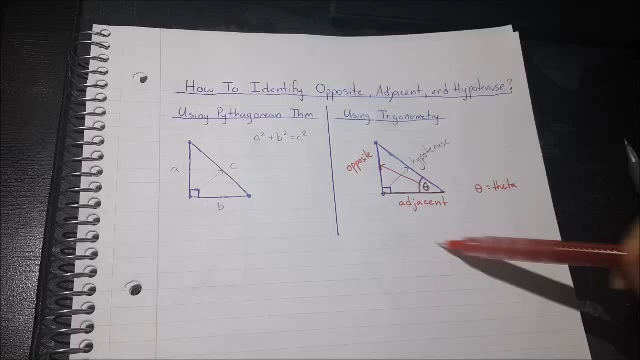 How To Identify Opposite, Adjacent, and Hypotenuse?
Using Pythagorean Thm
a² + b² = c²
a
c
b
Using Trigonometry
opposite
hypotenuse
θ
adjacent
θ = theta